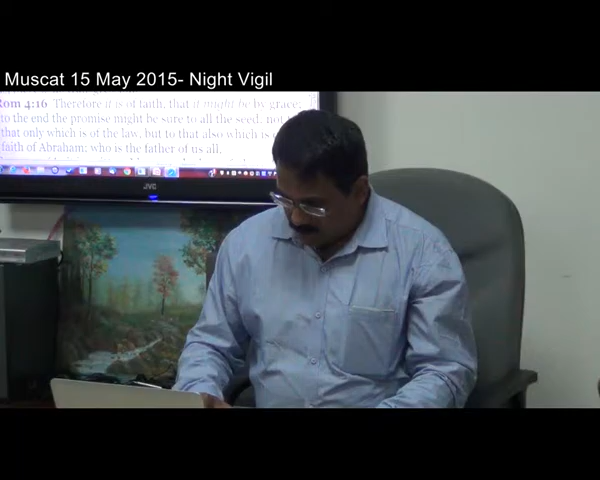 Muscat 15 May 2015- Night Vigil
Rom 4:16 Therefore it is of faith, that it might be by grace;
to the end the promise might be sure to all the seed; not
that only which is of the law, but to that also which is
faith of Abraham; who is the father of us all.
JVC